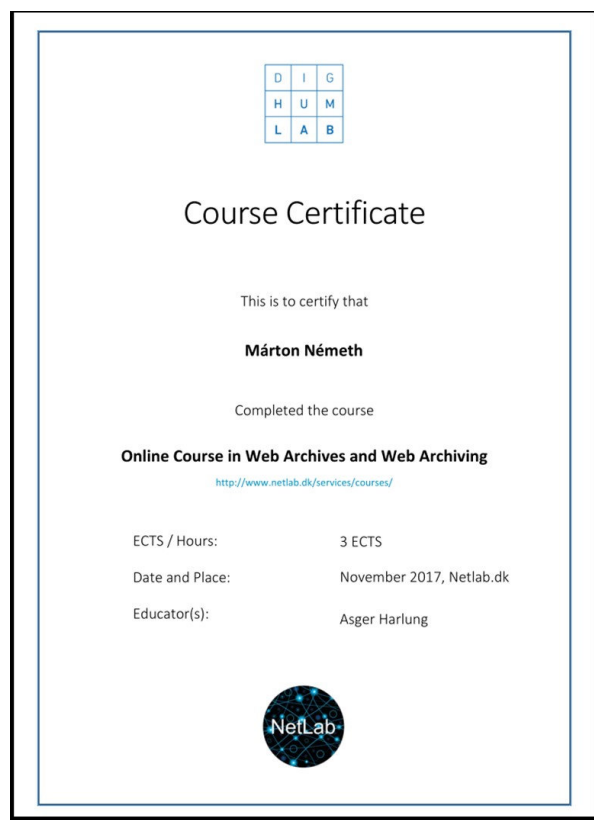 D I G
H U M
L A B
Course Certificate
This is to certify that
Márton Németh
Completed the course
Online Course in Web Archives and Web Archiving
http://www.netlab.dk/services/courses/
ECTS / Hours: 3 ECTS
Date and Place: November 2017, Netlab.dk
Educator(s): Asger Harlung
NetLab